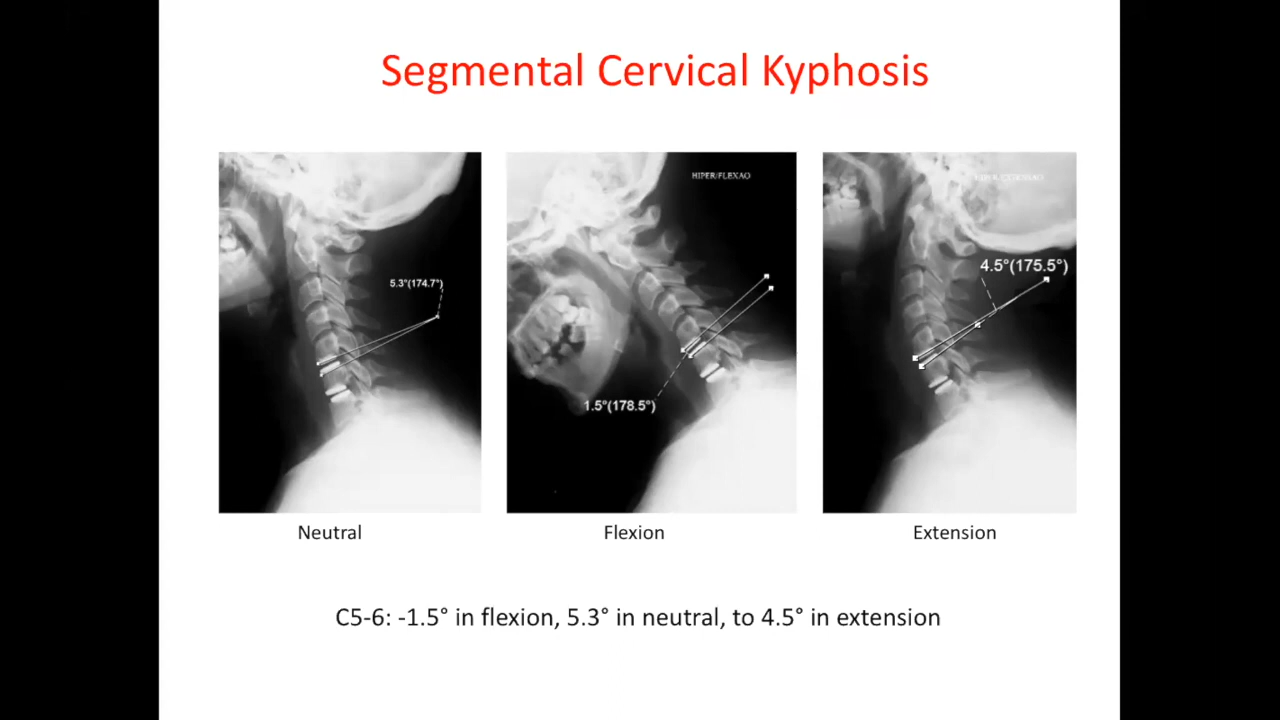 Segmental Cervical Kyphosis
5.3°(174.7°)
HIPER/FLEXAO
1.5°(178.5°)
4.5°(175.5°)
Neutral
Flexion
Extension
C5-6: -1.5° in flexion, 5.3° in neutral, to 4.5° in extension